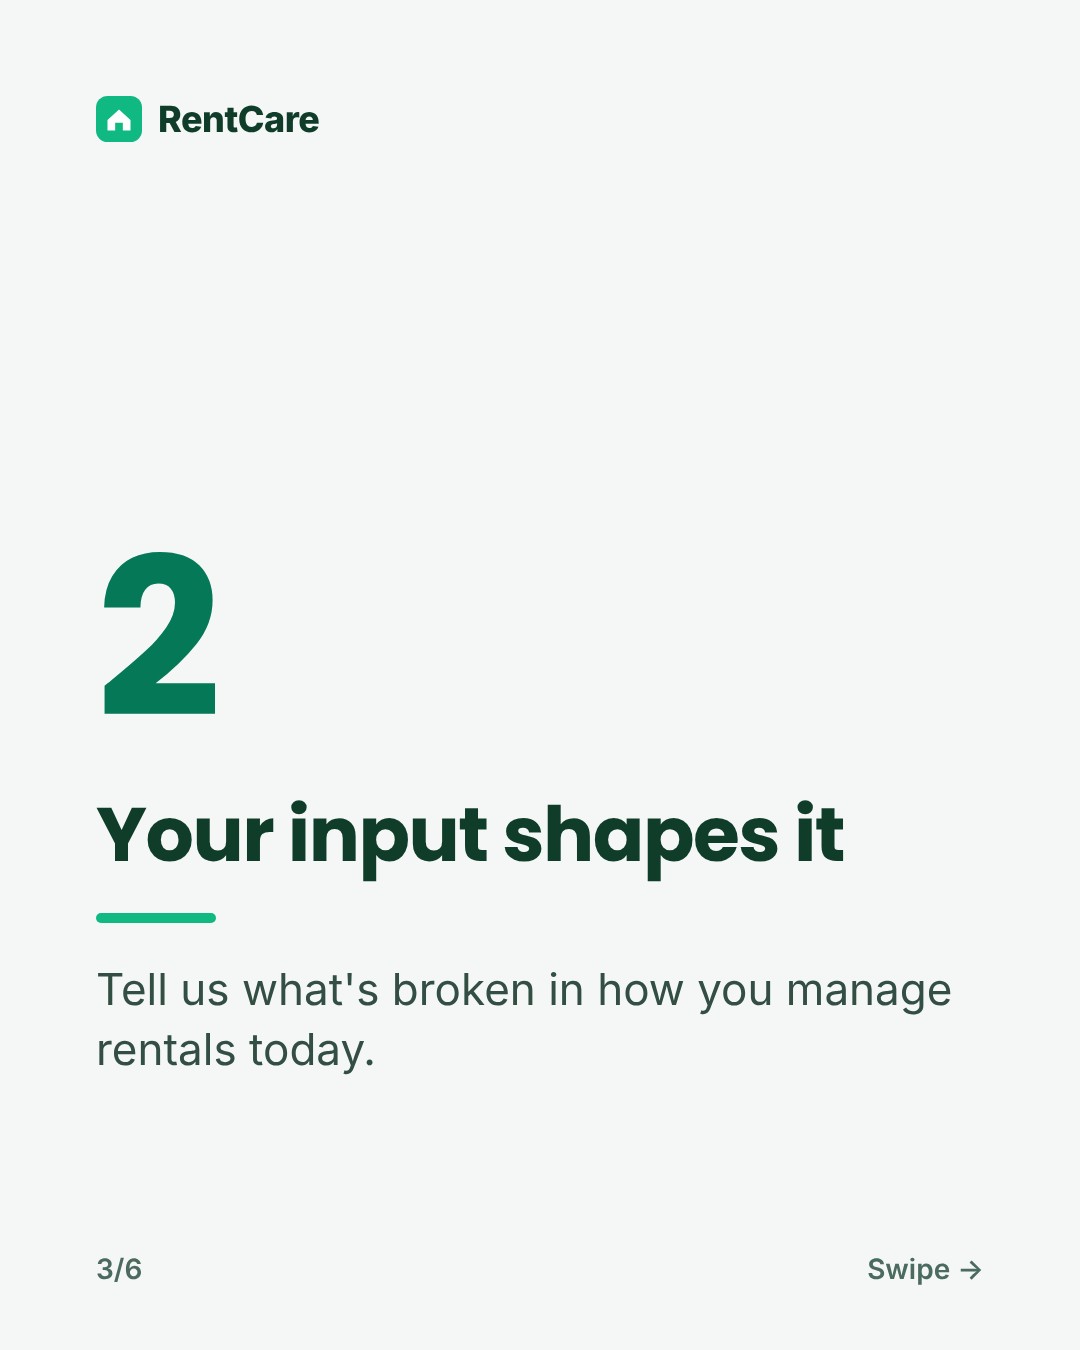 RentCare
2
Your input shapes it
Tell us what's broken in how you manage
rentals today.
3/6
Swipe →